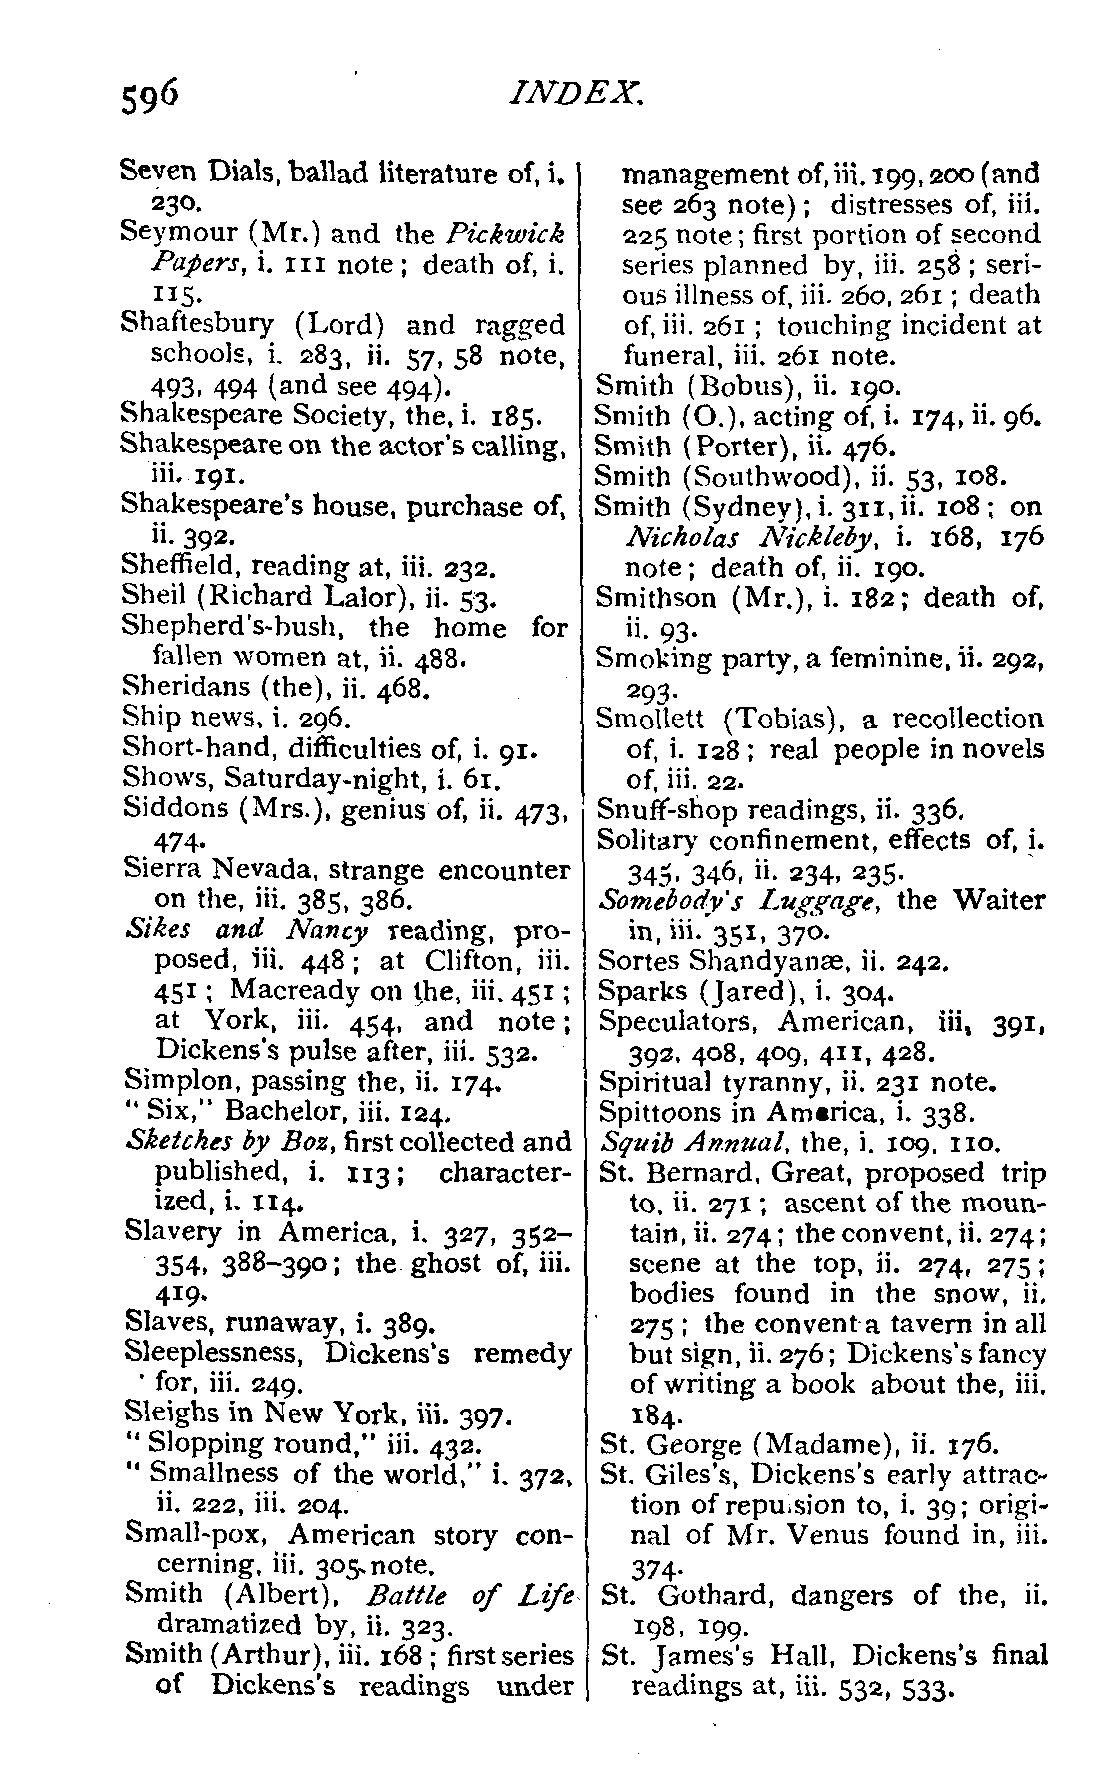 596
INDEX.
Seven Dials, ballad literature of, i.
230.
Seymour (Mr.) and the Pickwick
Papers, i. 111 note; death of, i.
115.
Shaftesbury (Lord) and ragged
schools, i. 283, ii. 57, 58 note,
493, 494 (and see 494).
Shakespeare Society, the, i. 185.
Shakespeare on the actor's calling,
iii. 191.
Shakespeare's house, purchase of,
ii. 392.
Sheffield, reading at, iii. 232.
Sheil (Richard Lalor), ii. 53.
Shepherd's-bush, the home for
fallen women at, ii. 488.
Sheridans (the), ii. 468.
Ship news, i. 296.
Short-hand, difficulties of, i. 91.
Shows, Saturday-night, i. 61.
Siddons (Mrs.), genius of, ii. 473,
474.
Sierra Nevada, strange encounter
on the, iii. 385, 386.
Sikes and Nancy reading, pro-
posed, iii. 448; at Clifton, iii.
451; Macready on the, iii. 451;
at York, iii. 454, and note;
Dickens's pulse after, iii. 532.
Simplon, passing the, ii. 174.
"Six," Bachelor, iii. 124.
Sketches by Boz, first collected and
published, i. 113; character-
ized, i. 114.
Slavery in America, i. 327, 352–
354, 388–390; the ghost of, iii.
419.
Slaves, runaway, i. 389.
Sleeplessness, Dickens's remedy
for, iii. 249.
Sleighs in New York, iii. 397.
"Slopping round," iii. 432.
"Smallness of the world," i. 372,
ii. 222, iii. 204.
Small-pox, American story con-
cerning, iii. 305 note.
Smith (Albert), Battle of Life
dramatized by, ii. 323.
Smith (Arthur), iii. 168; first series
of Dickens's readings under
management of, iii. 199, 200 (and
see 263 note); distresses of, iii.
225 note; first portion of second
series planned by, iii. 258; seri-
ous illness of, iii. 260, 261; death
of, iii. 261; touching incident at
funeral, iii. 261 note.
Smith (Bobus), ii. 190.
Smith (O.), acting of, i. 174, ii. 96.
Smith (Porter), ii. 476.
Smith (Southwood), ii. 53, 108.
Smith (Sydney), i. 311, ii. 108; on
Nicholas Nickleby, i. 168, 176
note; death of, ii. 190.
Smithson (Mr.), i. 182; death of,
ii. 93.
Smoking party, a feminine, ii. 292,
293.
Smollett (Tobias), a recollection
of, i. 128; real people in novels
of, iii. 22.
Snuff-shop readings, ii. 336.
Solitary confinement, effects of, i.
345, 346, ii. 234, 235.
Somebody's Luggage, the Waiter
in, iii. 351, 370.
Sortes Shandyanæ, ii. 242.
Sparks (Jared), i. 304.
Speculators, American, iii, 391,
392, 408, 409, 411, 428.
Spiritual tyranny, ii. 231 note.
Spittoons in America, i. 338.
Squib Annual, the, i. 109, 110.
St. Bernard, Great, proposed trip
to, ii. 271; ascent of the moun-
tain, ii. 274; the convent, ii. 274;
scene at the top, ii. 274, 275;
bodies found in the snow, ii.
275; the convent a tavern in all
but sign, ii. 276; Dickens's fancy
of writing a book about the, iii.
184.
St. George (Madame), ii. 176.
St. Giles's, Dickens's early attrac-
tion of repulsion to, i. 39; origi-
nal of Mr. Venus found in, iii.
374.
St. Gothard, dangers of the, ii.
198, 199.
St. James's Hall, Dickens's final
readings at, iii. 532, 533.